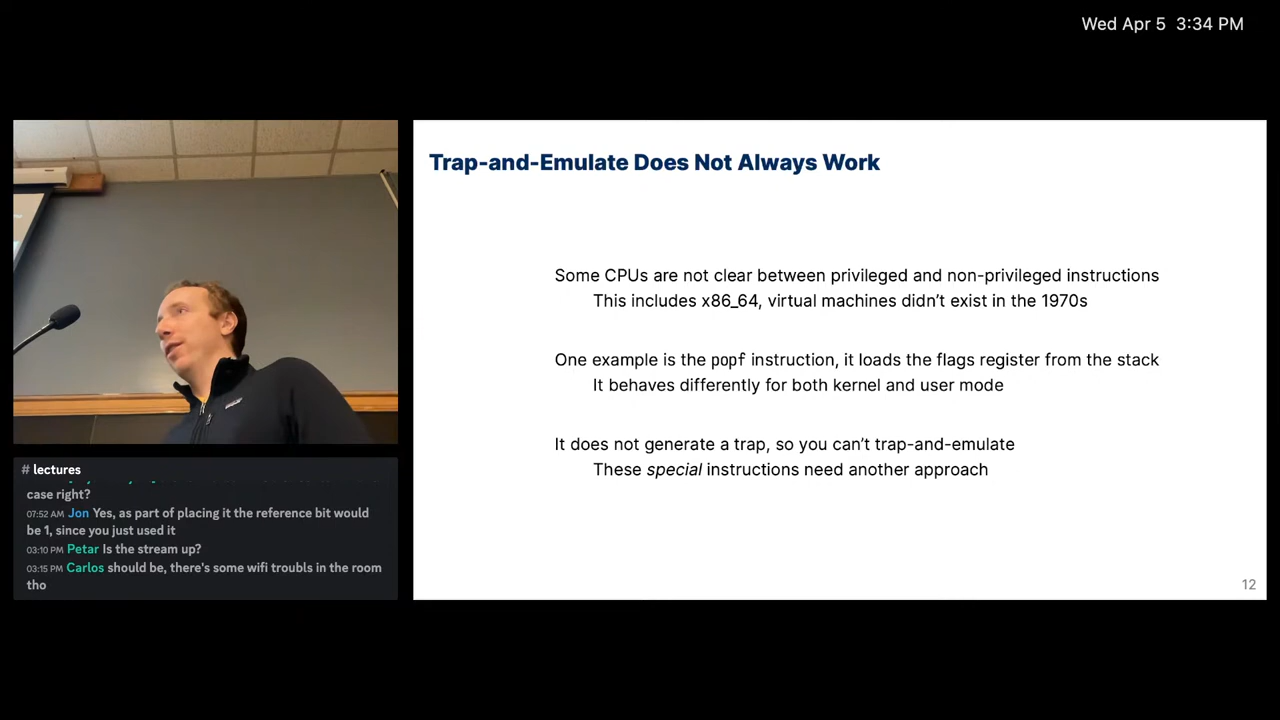 Wed Apr 5 3:34 PM
Trap-and-Emulate Does Not Always Work
Some CPUs are not clear between privileged and non-privileged instructions
This includes x86_64, virtual machines didn't exist in the 1970s
One example is the popf instruction, it loads the flags register from the stack
It behaves differently for both kernel and user mode
It does not generate a trap, so you can't trap-and-emulate
These special instructions need another approach
12
# lectures
case right?
07:52 AM Jon Yes, as part of placing it the reference bit would
be 1, since you just used it
03:10 PM Petar Is the stream up?
03:15 PM Carlos should be, there's some wifi troubls in the room
tho